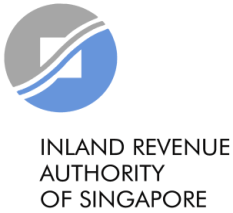 INLAND REVENUE
AUTHORITY
OF SINGAPORE